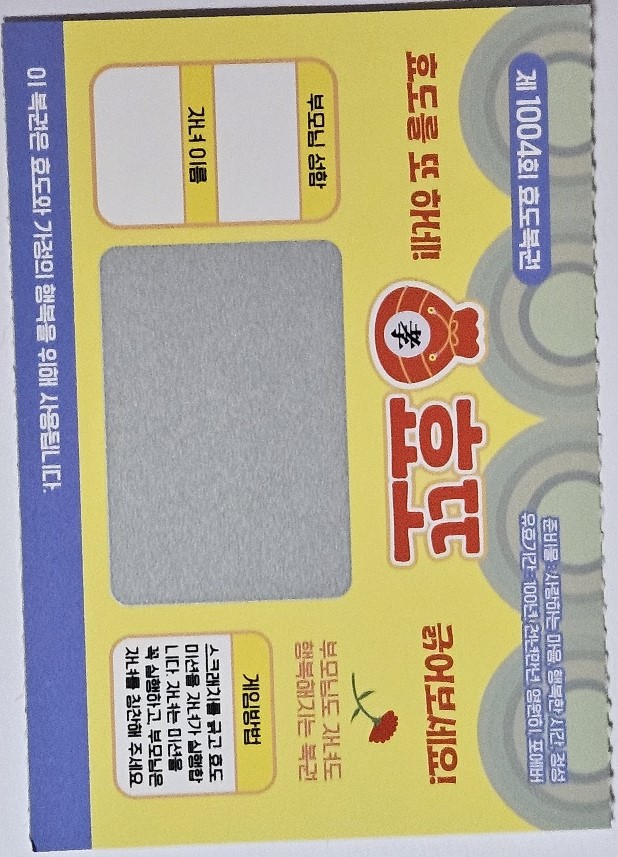 제 1004회 효도복권
준비물 : 사랑하는 마음, 행복한 시간, 정성
유효기간 : 100년, 천년만년, 영원히, 포에버
효도를 또 하네!
孝
효또
긁어보세요!
부모님 성함
자녀 이름
부모님도 자녀도
행복해지는 복권
게임방법
스크래치를 긁고 효도
미션을 자녀가 실행합
니다. 자녀는 미션을
꼭 실행하고, 부모님은
자녀를 칭찬해 주세요.
이 복권은 효도와 가정의 행복을 위해 사용됩니다.